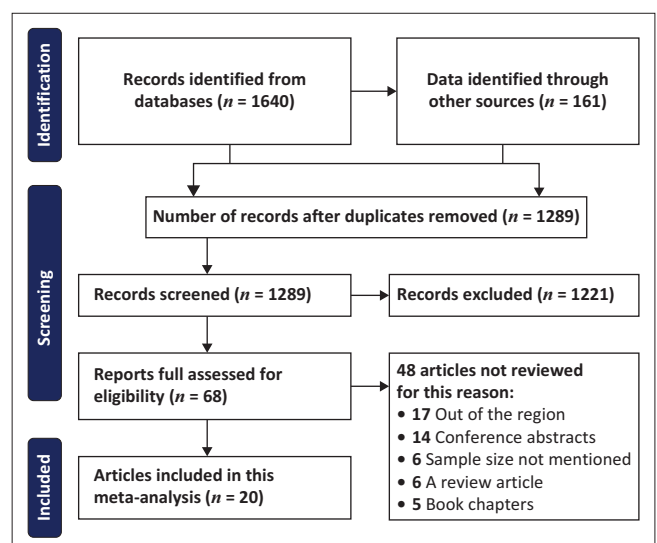 Identification
Records identified from
databases (n = 1640)
Data identified through
other sources (n = 161)
Number of records after duplicates removed (n = 1289)
Screening
Records screened (n = 1289)
Records excluded (n = 1221)
Reports full assessed for
eligibility (n = 68)
48 articles not reviewed
for this reason:
• 17 Out of the region
• 14 Conference abstracts
• 6 Sample size not mentioned
• 6 A review article
• 5 Book chapters
Included
Articles included in this
meta-analysis (n = 20)